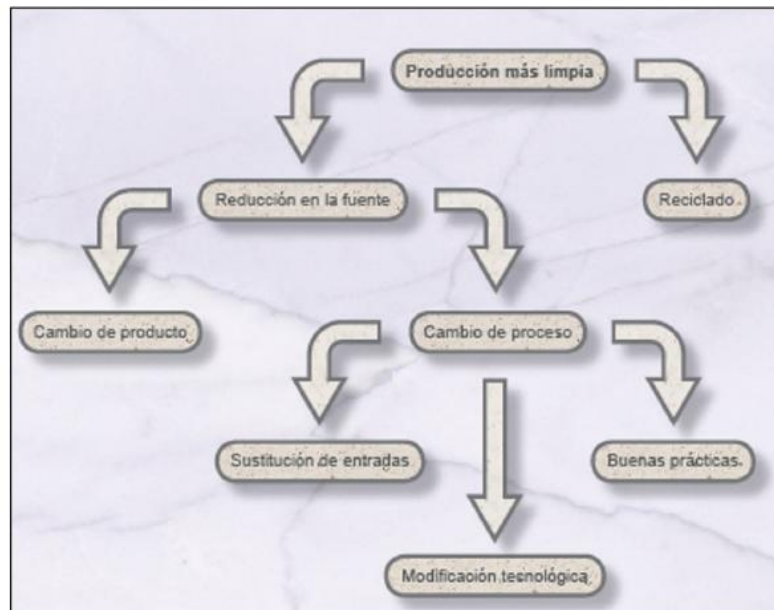 Producción más limpia
Reducción en la fuente
Reciclado
Cambio de producto
Cambio de proceso
Sustitución de entradas
Buenas prácticas.
Modificación tecnológica